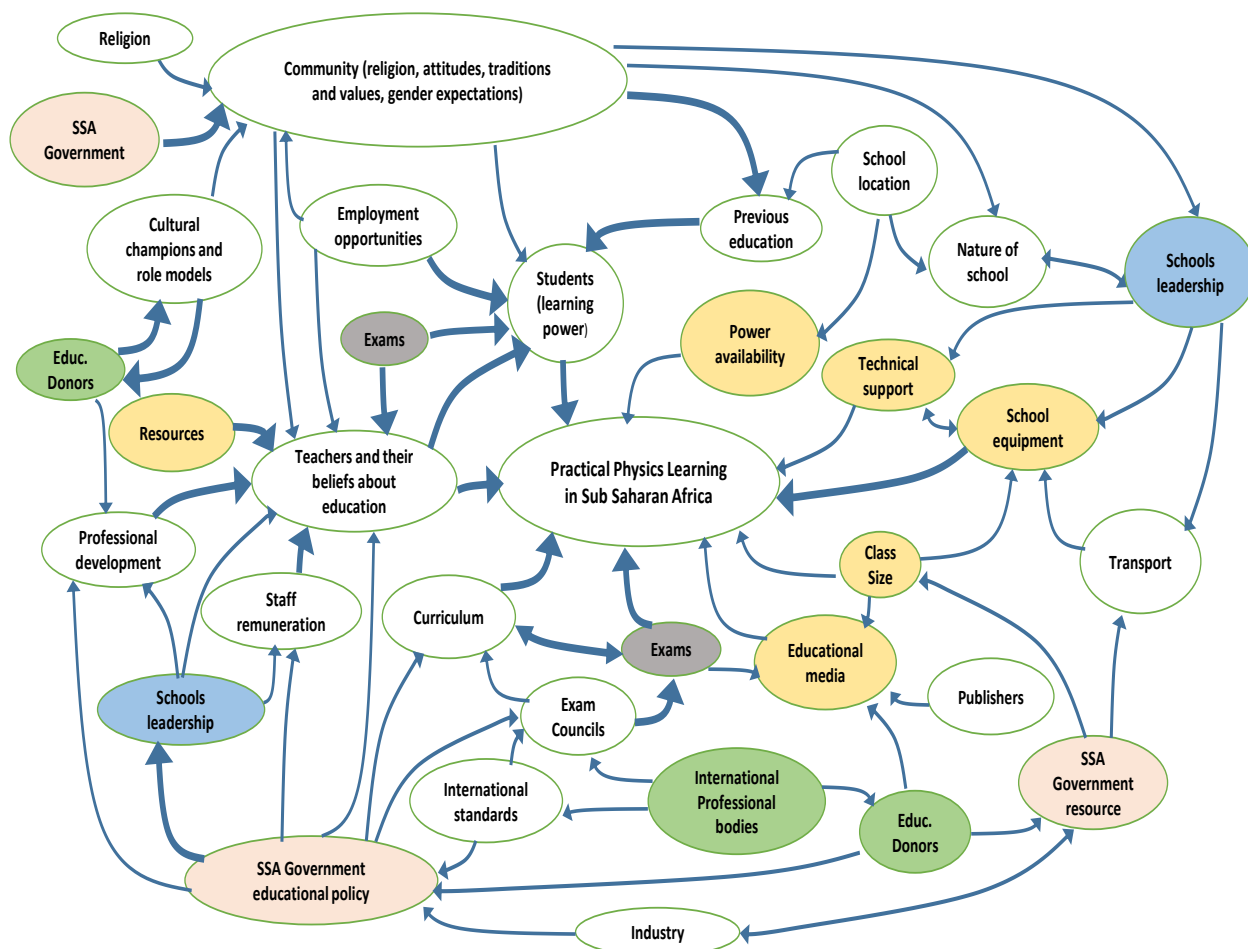 Religion
Community (religion, attitudes, traditions
and values, gender expectations)
SSA
Government
School
location
Cultural
champions and
role models
Employment
opportunities
Previous
education
Nature of
school
Schools
leadership
Students
(learning
power)
Exams
Power
availability
Educ.
Donors
Technical
support
Resources
School
equipment
Teachers and their
beliefs about
education
Practical Physics Learning
in Sub Saharan Africa
Professional
development
Class
Size
Transport
Staff
remuneration
Curriculum
Exams
Educational
media
Publishers
Schools
leadership
Exam
Councils
International
standards
International
Professional
bodies
SSA
Government
resource
Educ.
Donors
SSA Government
educational policy
Industry